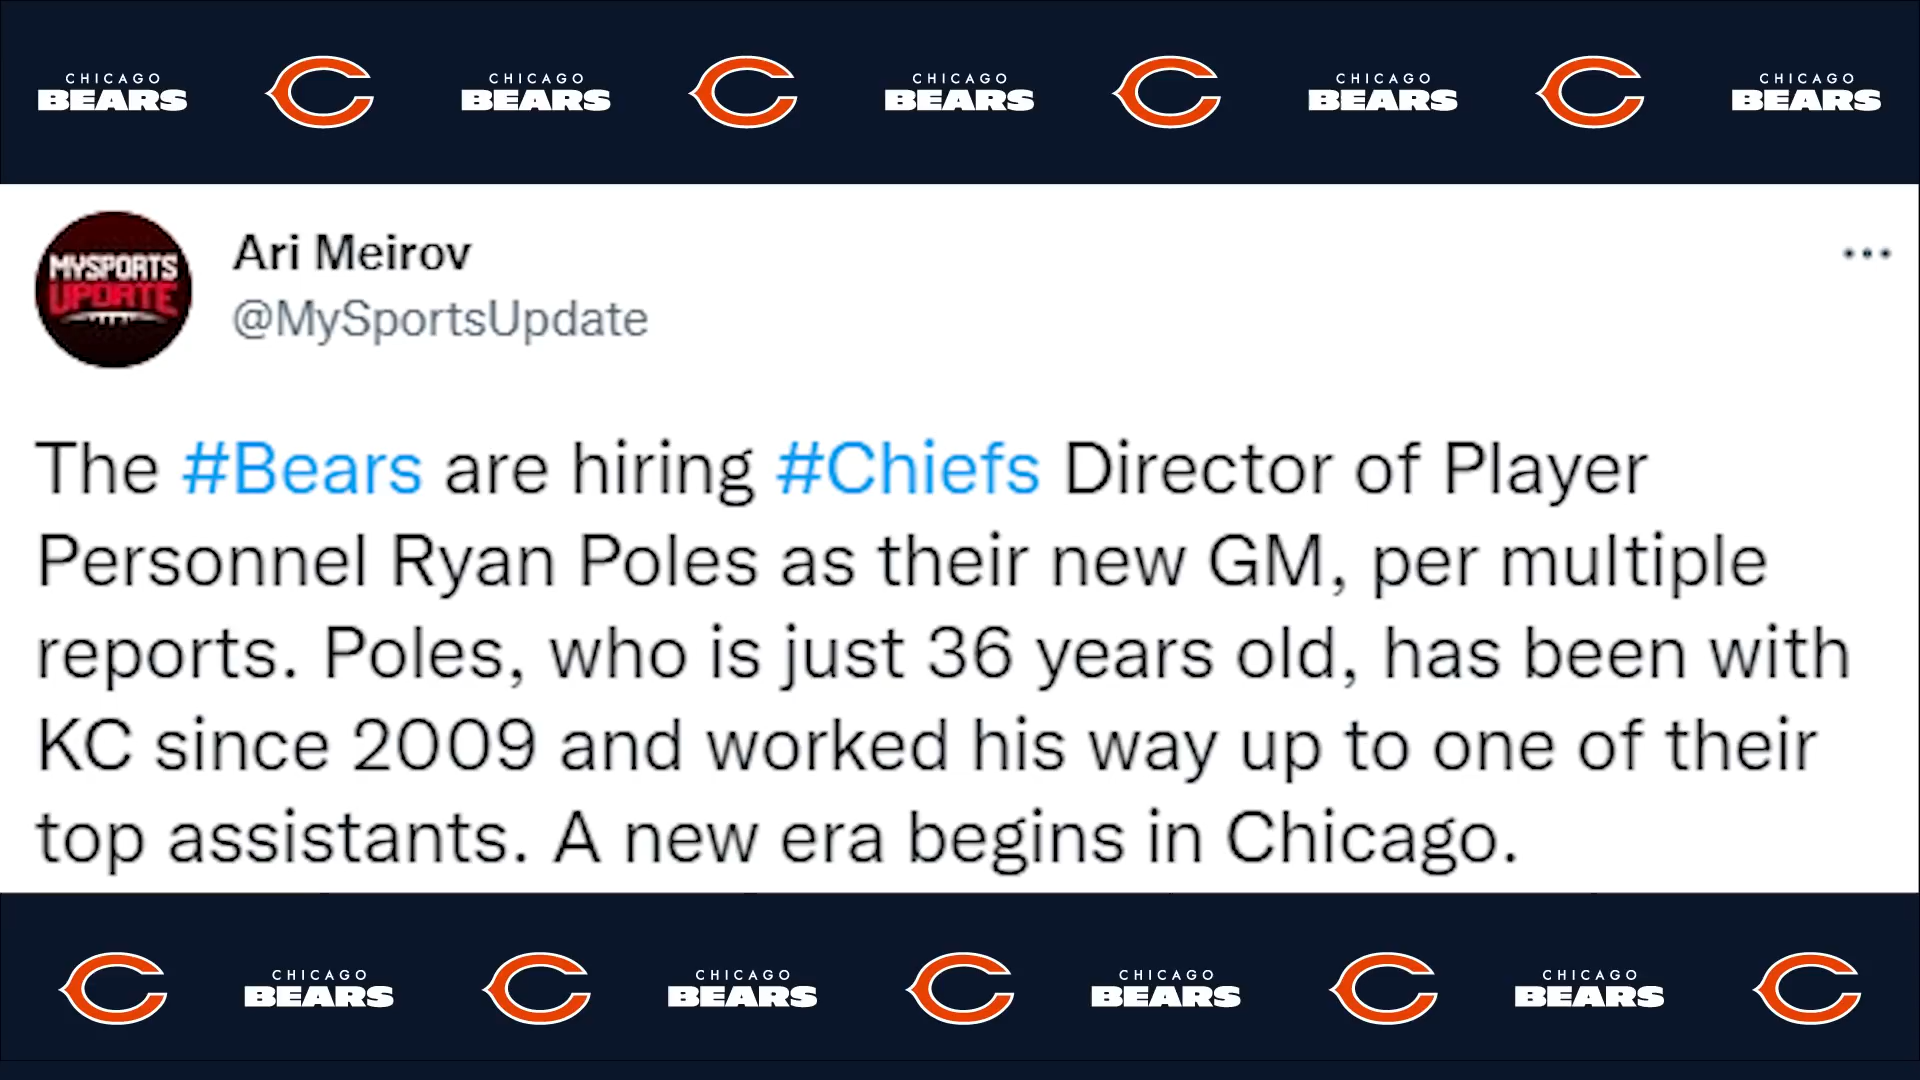 CHICAGO CHICAGO CHICAGO CHICAGO CHICAGO
BEARS BEARS BEARS BEARS BEARS
MYSPORTS
UPDATE
Ari Meirov
@MySportsUpdate
The #Bears are hiring #Chiefs Director of Player
Personnel Ryan Poles as their new GM, per multiple
reports. Poles, who is just 36 years old, has been with
KC since 2009 and worked his way up to one of their
top assistants. A new era begins in Chicago.
CHICAGO CHICAGO CHICAGO CHICAGO
BEARS BEARS BEARS BEARS